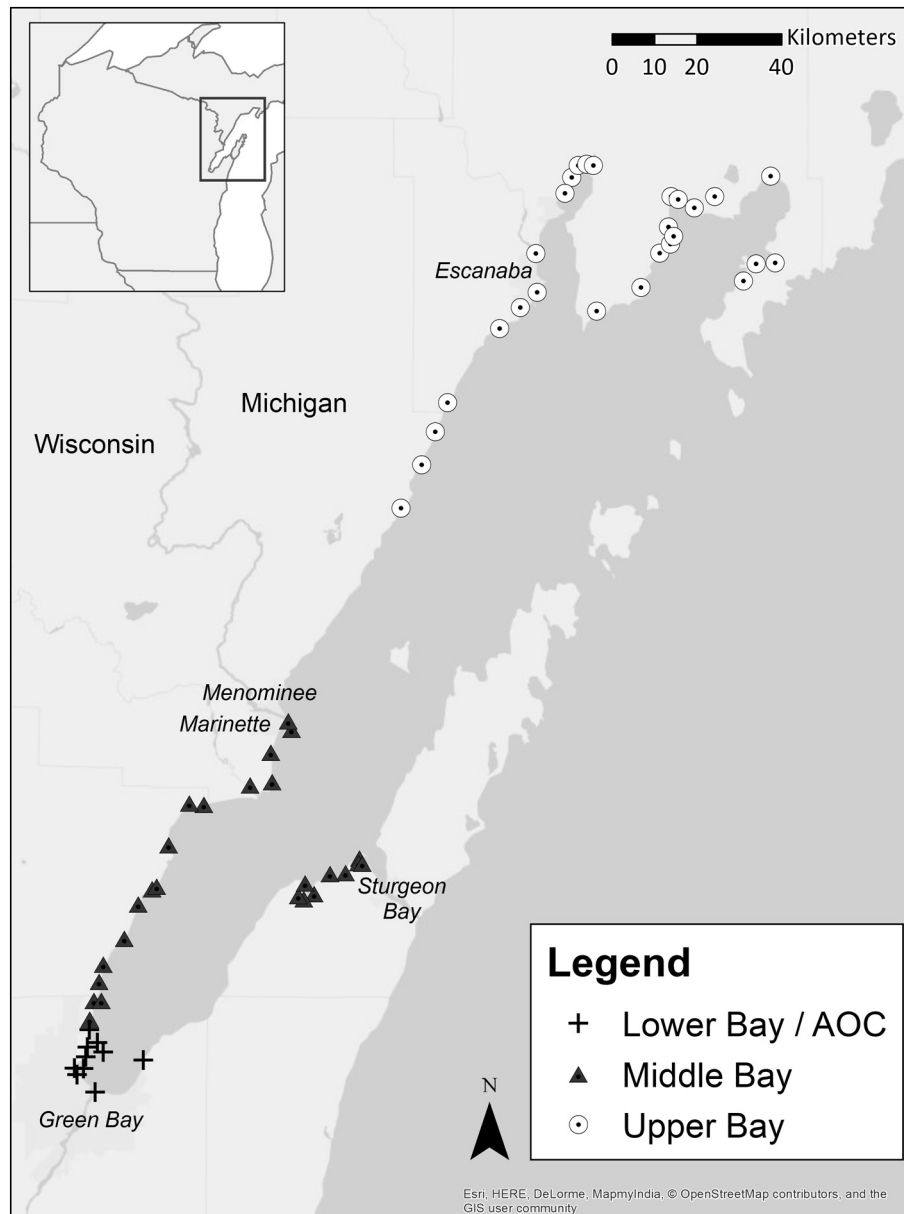 Kilometers
0 10 20 40
Escanaba
Michigan
Wisconsin
Menominee
Marinette
Sturgeon
Bay
Green Bay
Legend
Lower Bay / AOC
Middle Bay
Upper Bay
N
Esri, HERE, DeLorme, MapmyIndia, © OpenStreetMap contributors, and the
GIS user community